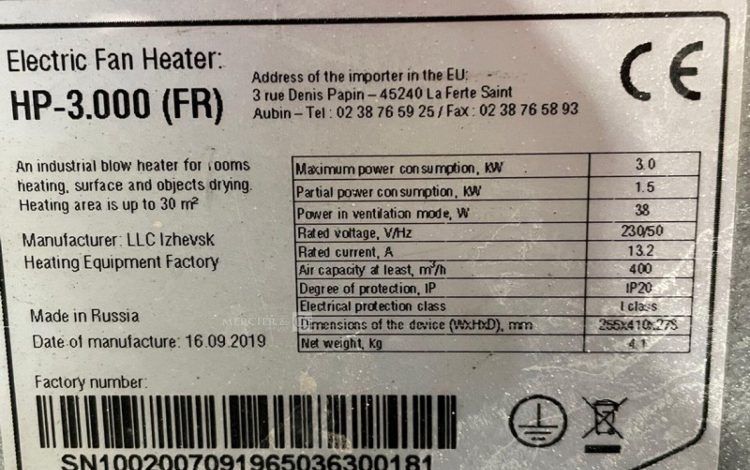 Electric Fan Heater:
HP-3.000 (FR)
Address of the importer in the EU:
3 rue Denis Papin – 45240 La Ferte Saint
Aubin – Tel : 02 38 76 59 25 / Fax : 02 38 76 58 93
CE
An industrial blow heater for rooms
heating, surface and objects drying.
Heating area is up to 30 m²
Manufacturer: LLC Izhevsk
Heating Equipment Factory
Made in Russia
Date of manufacture: 16.09.2019
Maximum power consumption, KW 3.0
Partial power consumption, KW 1.5
Power in ventilation mode, W 38
Rated voltage, V/Hz 230/50
Rated current, A 13.2
Air capacity at least, m³/h 400
Degree of protection, IP IP20
Electrical protection class I class
Dimensions of the device (WxHxD), mm 255x410x278
Net weight, kg 4.1
Factory number:
SN1002007091965036300181